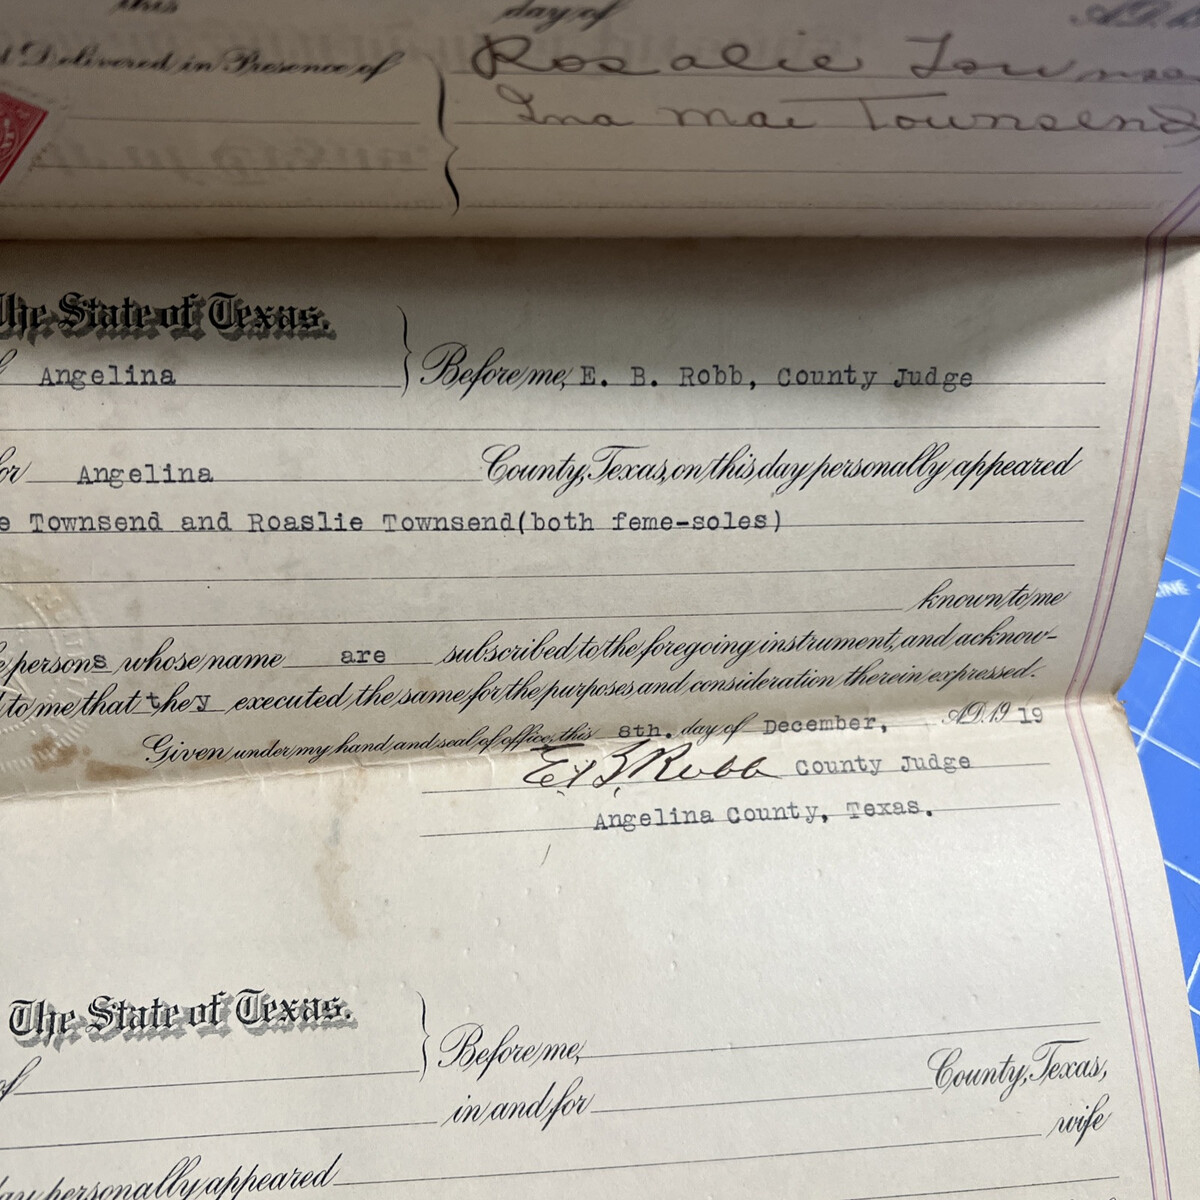 this day of A.D.
Delivered in Presence of Rosalie
Ina Mae Townsend
The State of Texas.
Angelina Before me, E. B. Robb, County Judge
or Angelina County, Texas, on this day personally appeared
e Townsend and Roaslie Townsend(both feme-soles)
known to me
e persons whose name are subscribed to the foregoing instrument, and acknow-
d to me that they executed the same for the purposes and consideration therein expressed.
Given under my hand and seal of office, this 8th. day of December, A.D. 19 19
E. B. Robb County Judge
Angelina County, Texas.
The State of Texas.
of Before me,
in and for County, Texas,
wife
day personally appeared